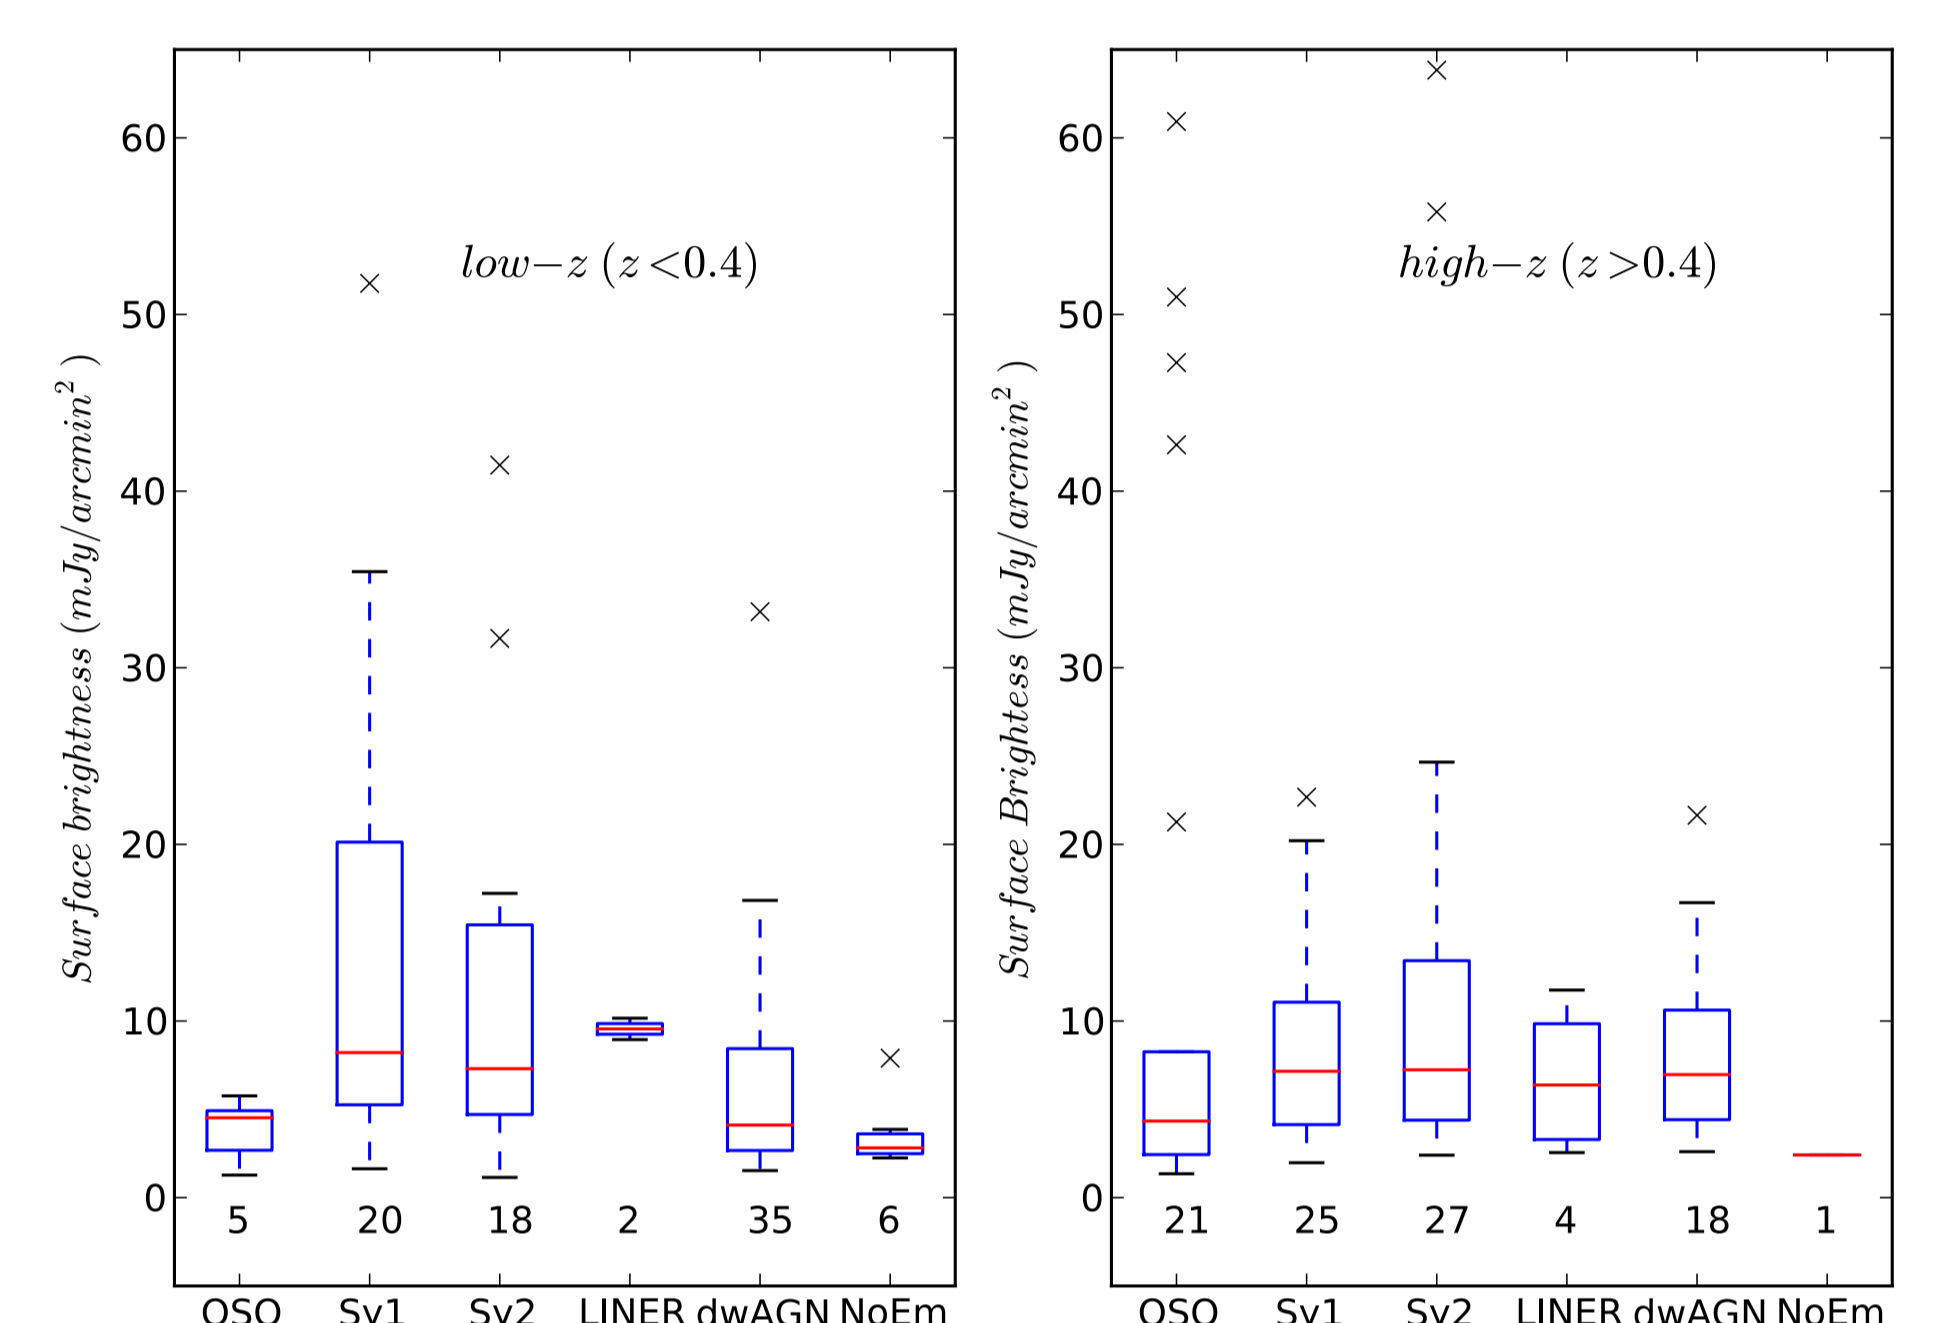 Surface brightness (mJy/arcmin²)
60
50
40
30
20
10
0
low−z (z<0.4)
5 20 18 2 35 6
OSO Sy1 Sy2 LINER dwAGN NoEm
Surface Brightess (mJy/arcmin²)
60
50
40
30
20
10
0
high−z (z>0.4)
21 25 27 4 18 1
OSO Sy1 Sy2 LINER dwAGN NoEm